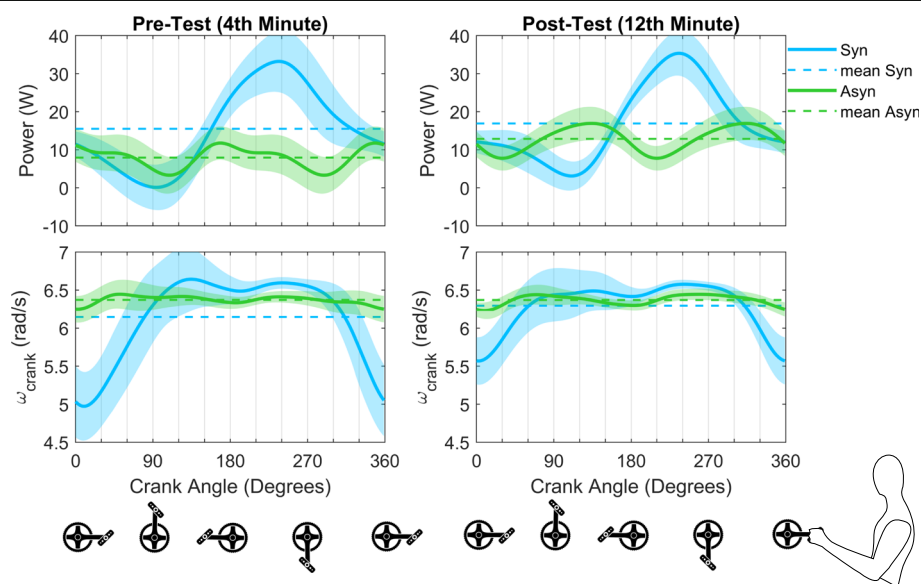 Pre-Test (4th Minute)
Post-Test (12th Minute)
Power (W)
40
30
20
10
0
-10
Power (W)
40
30
20
10
0
-10
Syn
mean Syn
Asyn
mean Asyn
ωcrank (rad/s)
7
6.5
6
5.5
5
4.5
0
90
180
270
360
Crank Angle (Degrees)
ωcrank (rad/s)
7
6.5
6
5.5
5
4.5
0
90
180
270
360
Crank Angle (Degrees)